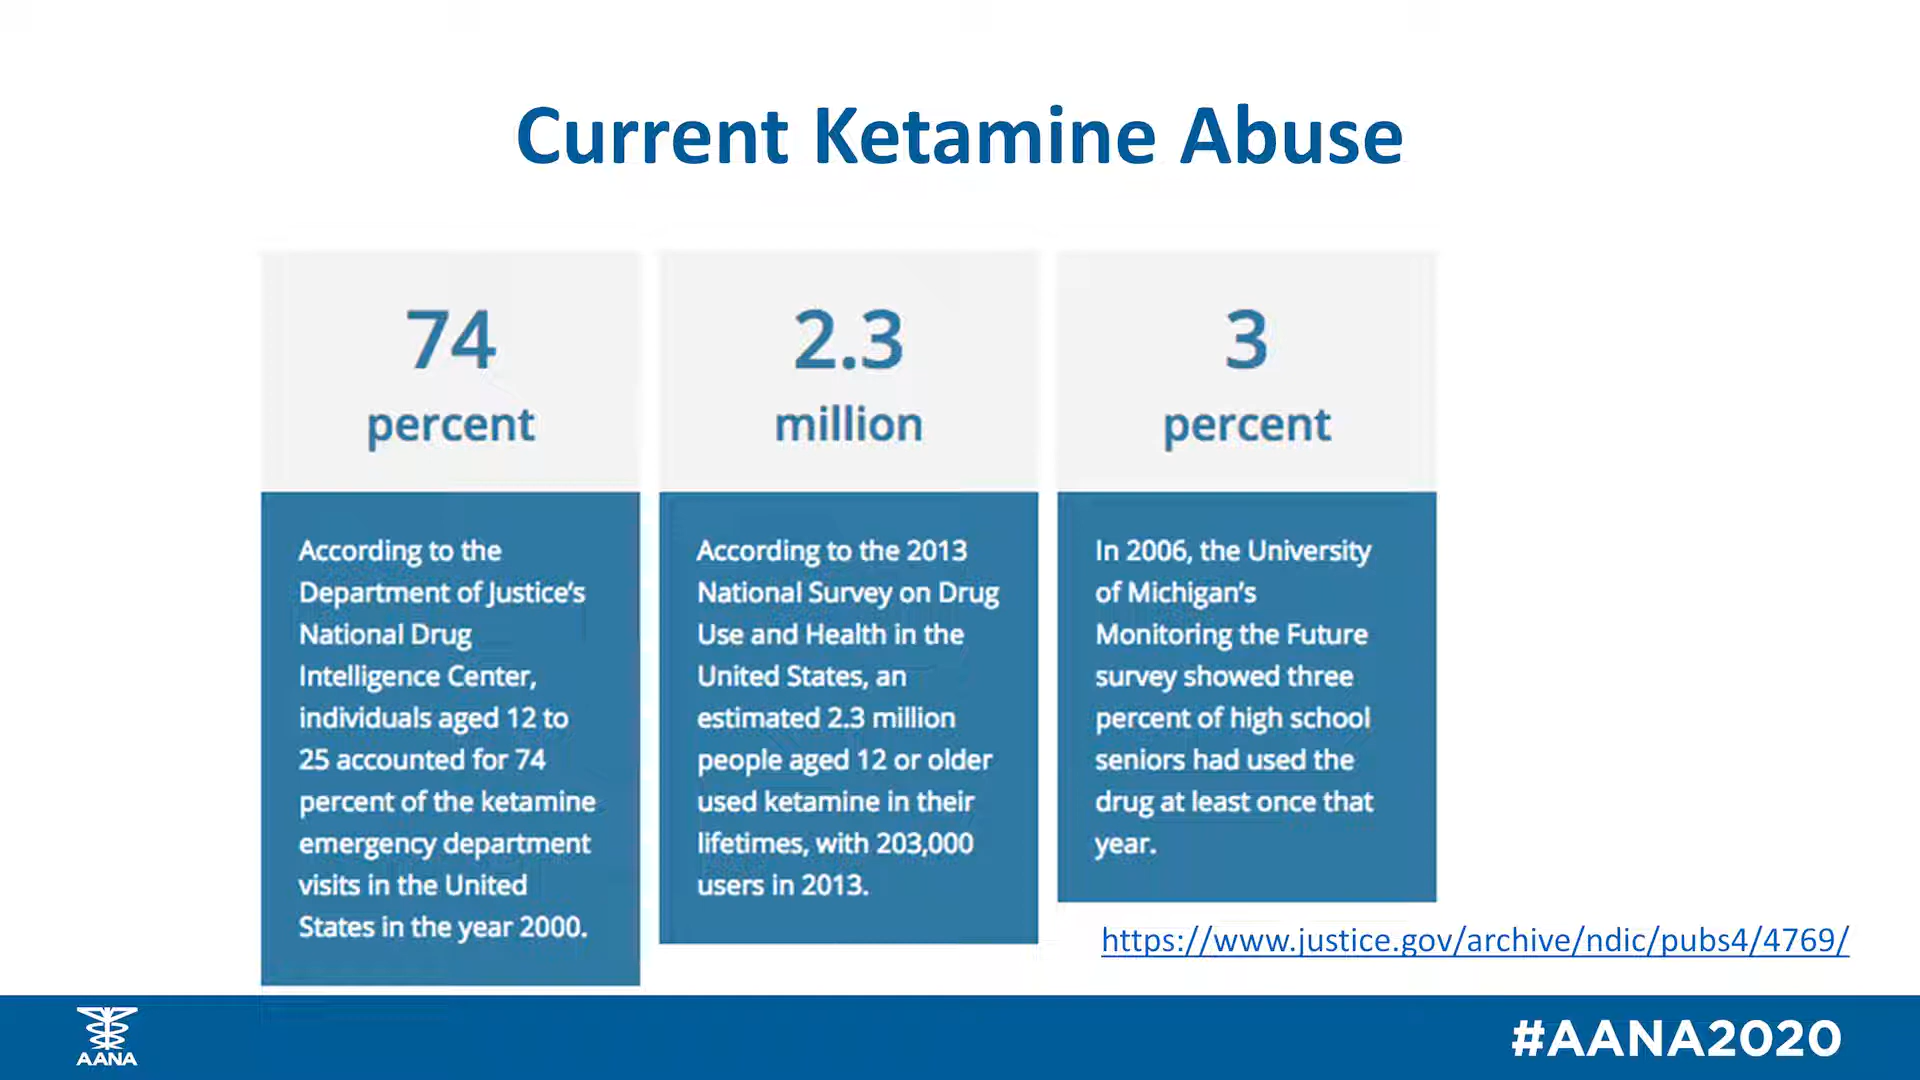 Current Ketamine Abuse
74
percent
According to the
Department of Justice's
National Drug
Intelligence Center,
individuals aged 12 to
25 accounted for 74
percent of the ketamine
emergency department
visits in the United
States in the year 2000.
2.3
million
According to the 2013
National Survey on Drug
Use and Health in the
United States, an
estimated 2.3 million
people aged 12 or older
used ketamine in their
lifetimes, with 203,000
users in 2013.
3
percent
In 2006, the University
of Michigan's
Monitoring the Future
survey showed three
percent of high school
seniors had used the
drug at least once that
year.
https://www.justice.gov/archive/ndic/pubs4/4769/
AANA
#AANA2020